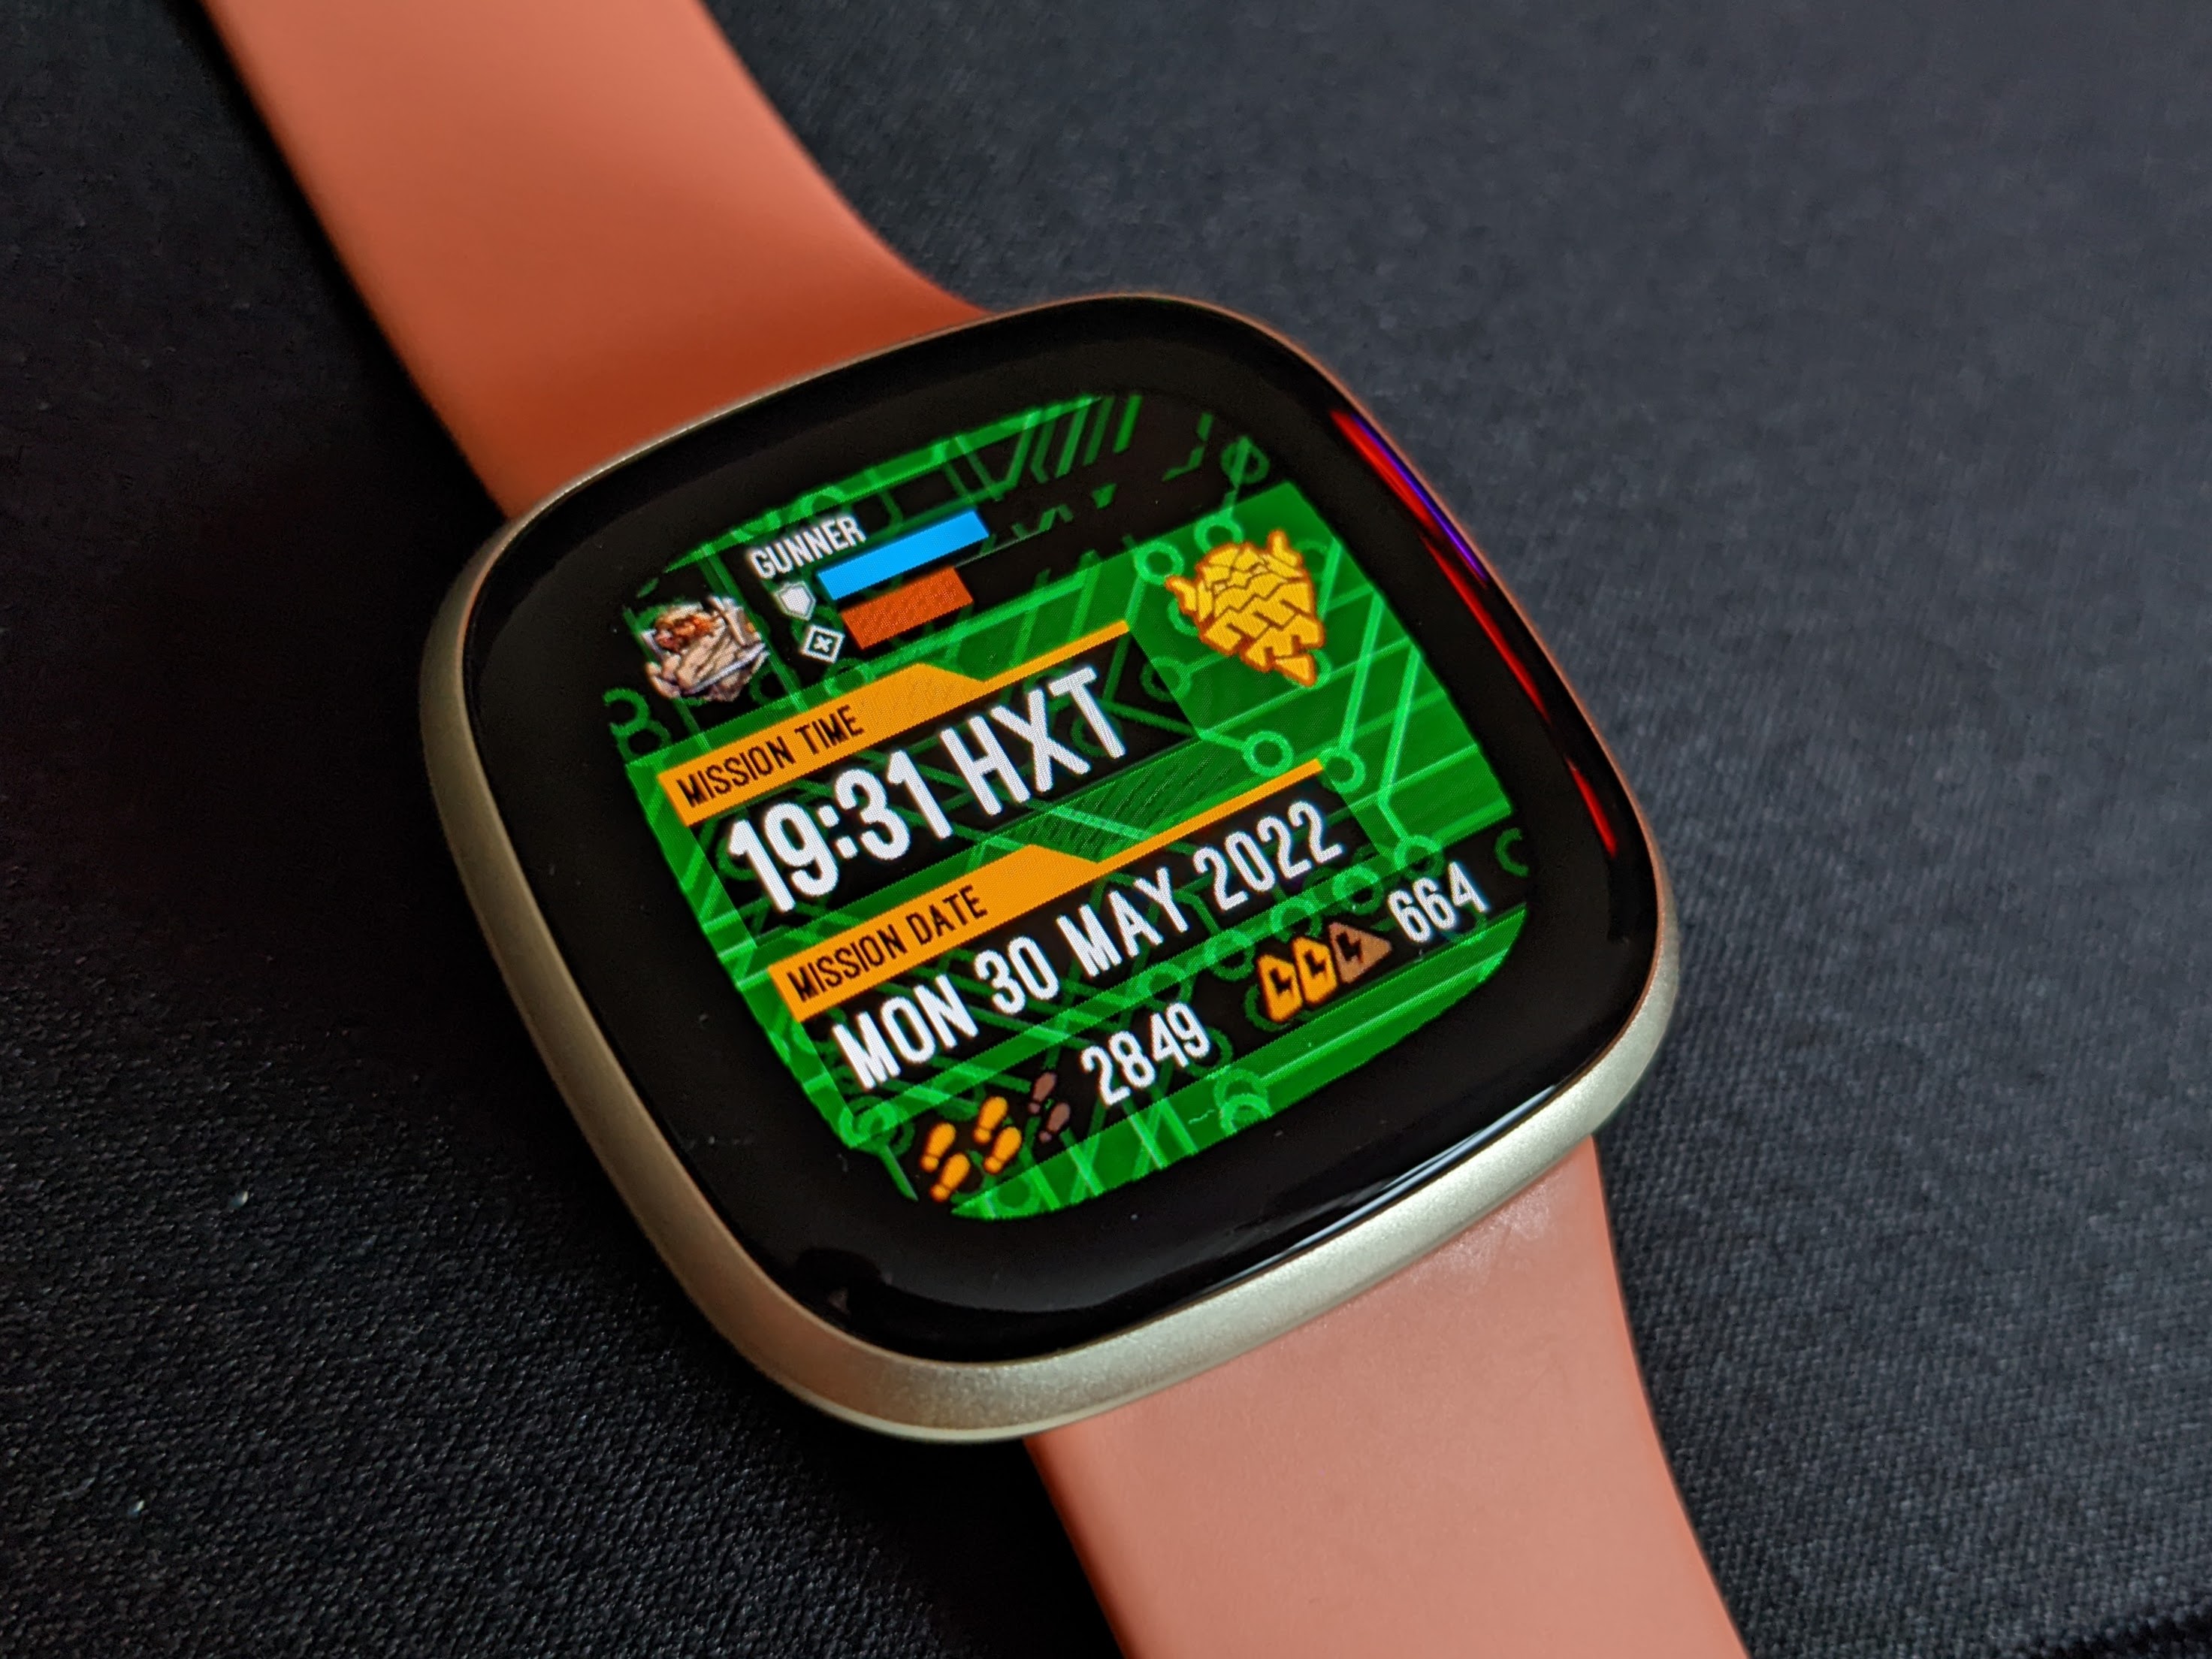 GUNNER
MISSION TIME
19:31 HXT
MISSION DATE
MON 30 MAY 2022
2849
664